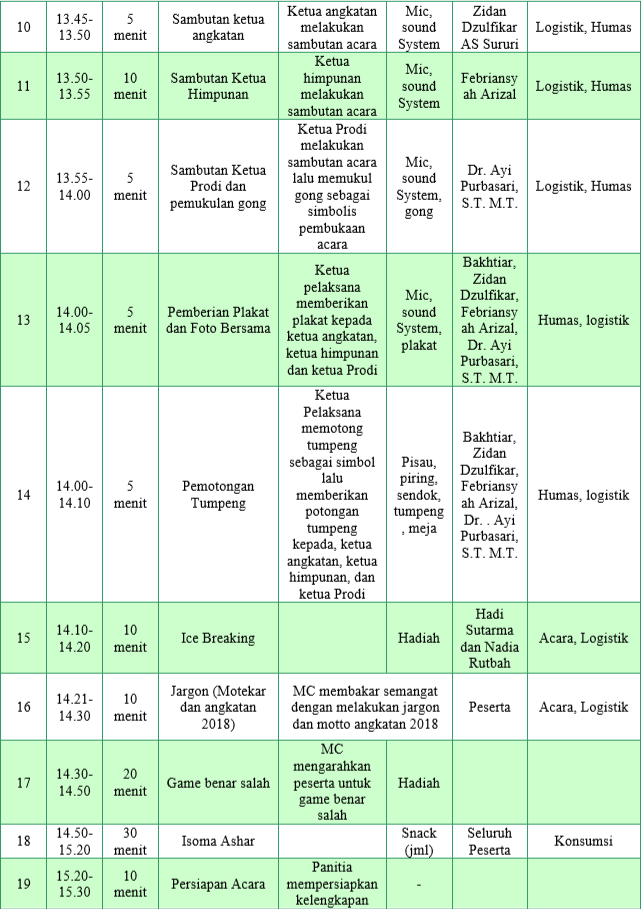 10
13.45-
13.50
5
menit
Sambutan ketua
angkatan
Ketua angkatan
melakukan
sambutan acara
Mic,
sound
System
Zidan
Dzulfikar
AS Sururi
Logistik, Humas
11
13.50-
13.55
10
menit
Sambutan Ketua
Himpunan
Ketua
himpunan
melakukan
sambutan acara
Mic,
sound
System
Febriansy
ah Arizal
Logistik, Humas
12
13.55-
14.00
5
menit
Sambutan Ketua
Prodi dan
pemukulan gong
Ketua Prodi
melakukan
sambutan acara
lalu memukul
gong sebagai
simbolis
pembukaan
acara
Mic,
sound
System,
gong
Dr. Ayi
Purbasari,
S.T. M.T.
Logistik, Humas
13
14.00-
14.05
5
menit
Pemberian Plakat
dan Foto Bersama
Ketua
pelaksana
memberikan
plakat kepada
ketua angkatan,
ketua himpunan
dan ketua Prodi
Mic,
sound
System,
plakat
Bakhtiar,
Zidan
Dzulfikar,
Febriansy
ah Arizal,
Dr. Ayi
Purbasari,
S.T. M.T.
Humas, logistik
14
14.00-
14.10
5
menit
Pemotongan
Tumpeng
Ketua
Pelaksana
memotong
tumpeng
sebagai simbol
lalu
memberikan
potongan
tumpeng
kepada, ketua
angkatan, ketua
himpunan, dan
ketua Prodi
Pisau,
piring,
sendok,
tumpeng
, meja
Bakhtiar,
Zidan
Dzulfikar,
Febriansy
ah Arizal,
Dr. . Ayi
Purbasari,
S.T. M.T.
Humas, logistik
15
14.10-
14.20
10
menit
Ice Breaking
Hadiah
Hadi
Sutarma
dan Nadia
Rutbah
Acara, Logistik
16
14.21-
14.30
10
menit
Jargon (Motekar
dan angkatan
2018)
MC membakar semangat
dengan melakukan jargon
dan motto angkatan 2018
Peserta
Acara, Logistik
17
14.30-
14.50
20
menit
Game benar salah
MC
mengarahkan
peserta untuk
game benar
salah
Hadiah
18
14.50-
15.20
30
menit
Isoma Ashar
Snack
(jml)
Seluruh
Peserta
Konsumsi
19
15.20-
15.30
10
menit
Persiapan Acara
Panitia
mempersiapkan
kelengkapan
-